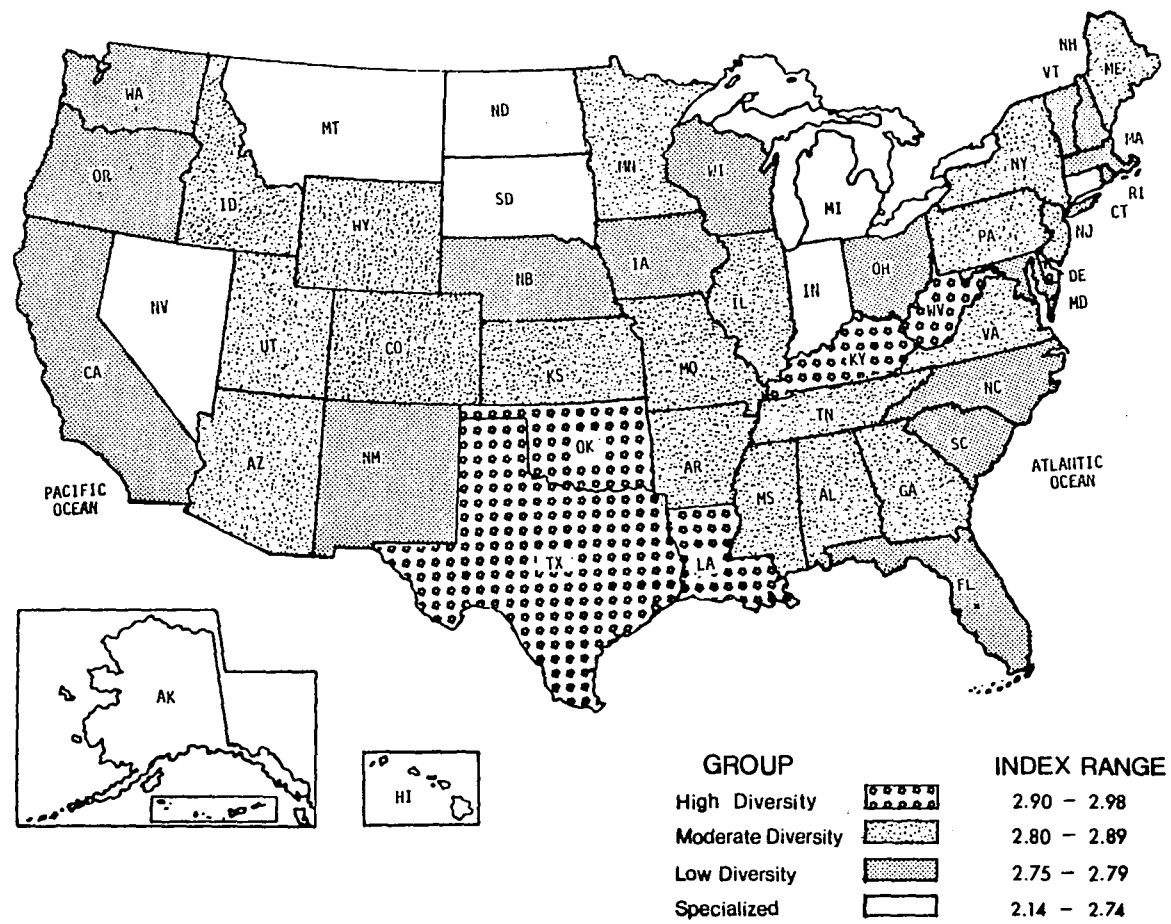 NH
VT
ME
WA
MT
ND
MN
OR
ID
SD
WI
MI
NY
MA
RI
CT
WY
NB
IA
PA
NJ
NV
UT
CO
IL
IN
OH
DE
MD
WV
VA
CA
KS
MO
KY
NC
AZ
NM
OK
AR
TN
SC
MS
AL
GA
PACIFIC
OCEAN
ATLANTIC
OCEAN
TX
LA
FL
AK
HI
GROUP INDEX RANGE
High Diversity 2.90 – 2.98
Moderate Diversity 2.80 – 2.89
Low Diversity 2.75 – 2.79
Specialized 2.14 – 2.74